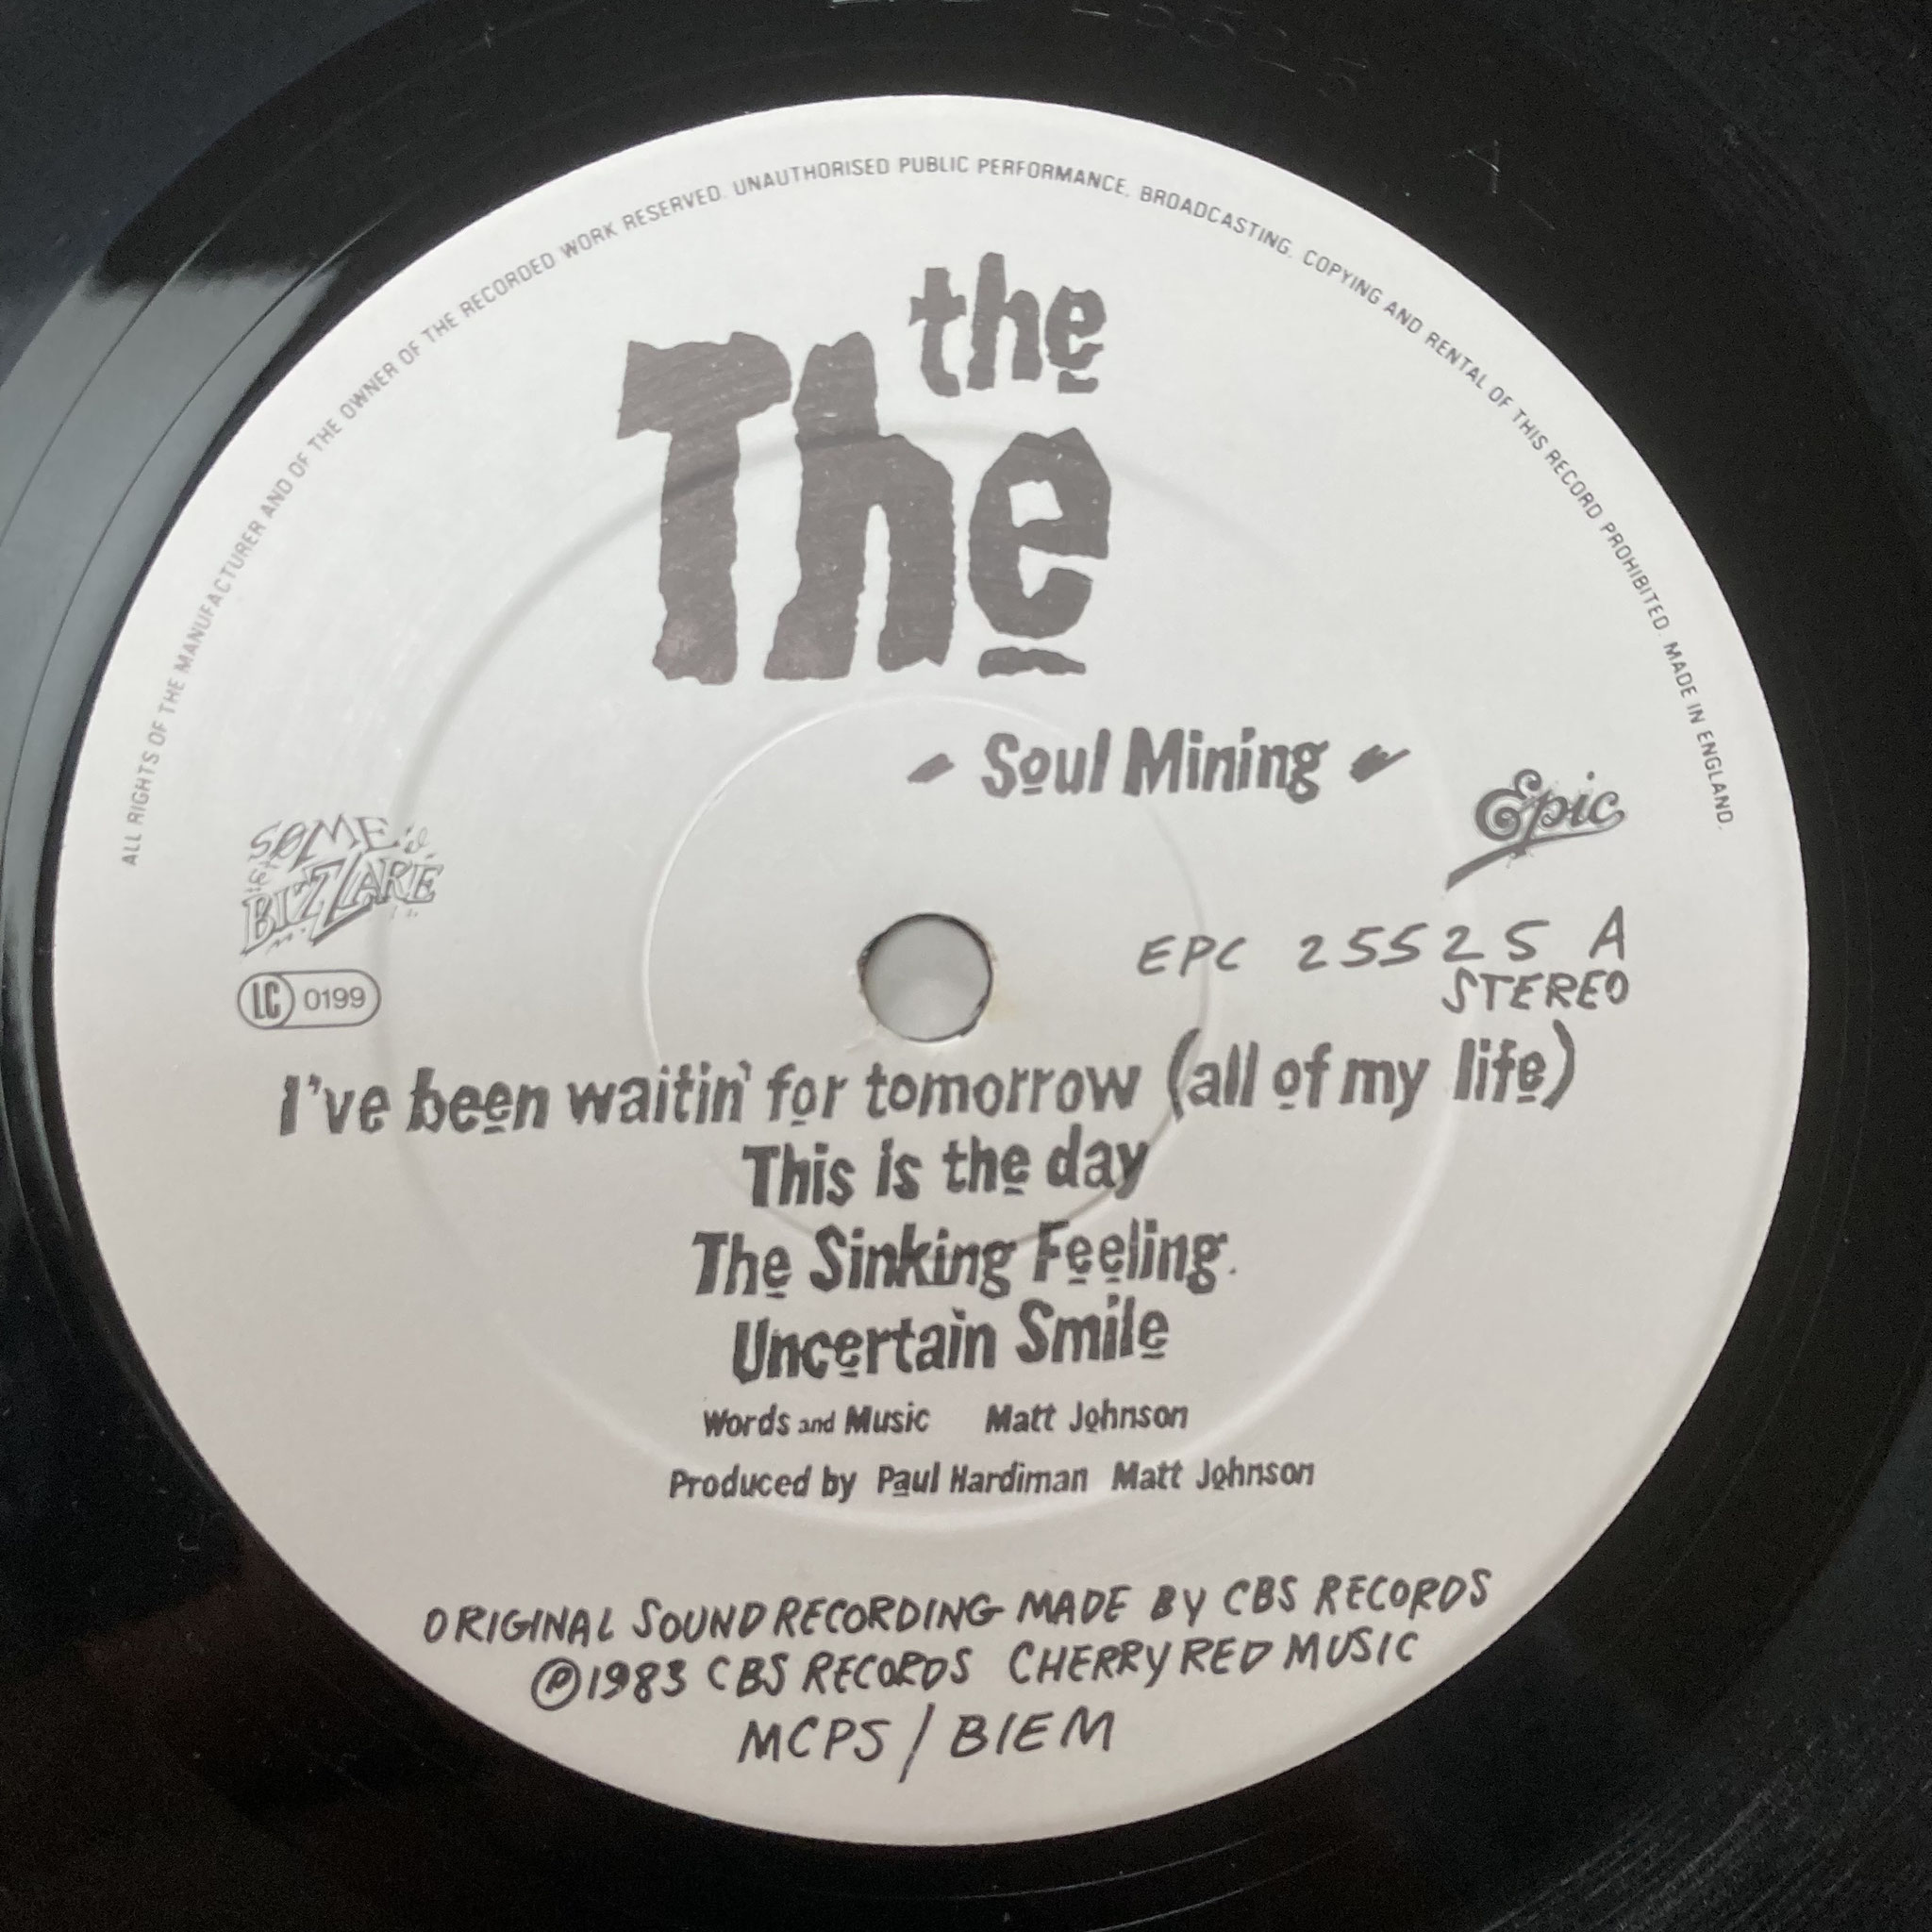 ALL RIGHTS OF THE MANUFACTURER AND OF THE OWNER OF THE RECORDED WORK RESERVED. UNAUTHORISED PUBLIC PERFORMANCE. BROADCASTING. COPYING AND RENTAL OF THIS RECORD PROHIBITED. MADE IN ENGLAND.
the
The
Soul Mining
Epic
SOME
BIZZARE
EPC 25525 A
STEREO
LC 0199
I've been waitin' for tomorrow (all of my life)
This is the day
The Sinking Feeling.
Uncertain Smile
Words and Music Matt Johnson
Produced by Paul Hardiman Matt Johnson
ORIGINAL SOUND RECORDING MADE BY CBS RECORDS
℗1983 CBS RECORDS CHERRY RED MUSIC
MCPS / BIEM